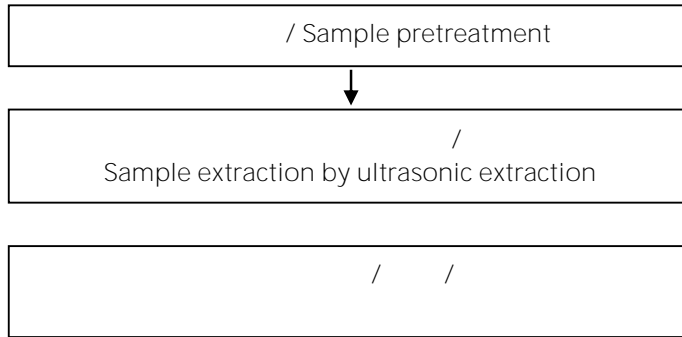 / Sample pretreatment
/
Sample extraction by ultrasonic extraction
/ /